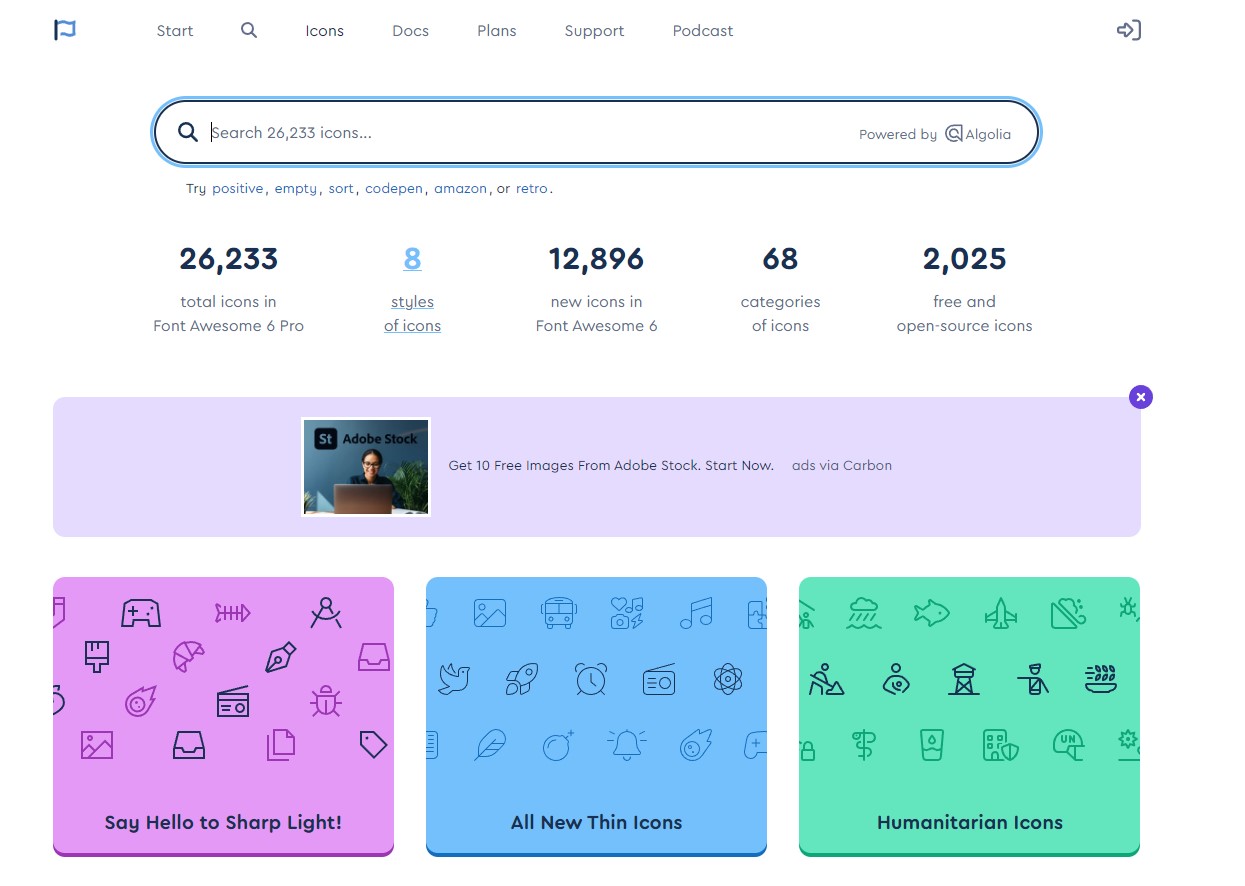 Start Icons Docs Plans Support Podcast
Search 26,233 icons...
Powered by Algolia
Try positive, empty, sort, codepen, amazon, or retro.
26,233
total icons in
Font Awesome 6 Pro
8
styles
of icons
12,896
new icons in
Font Awesome 6
68
categories
of icons
2,025
free and
open-source icons
St Adobe Stock
Get 10 Free Images From Adobe Stock. Start Now. ads via Carbon
UN
Say Hello to Sharp Light!
All New Thin Icons
Humanitarian Icons